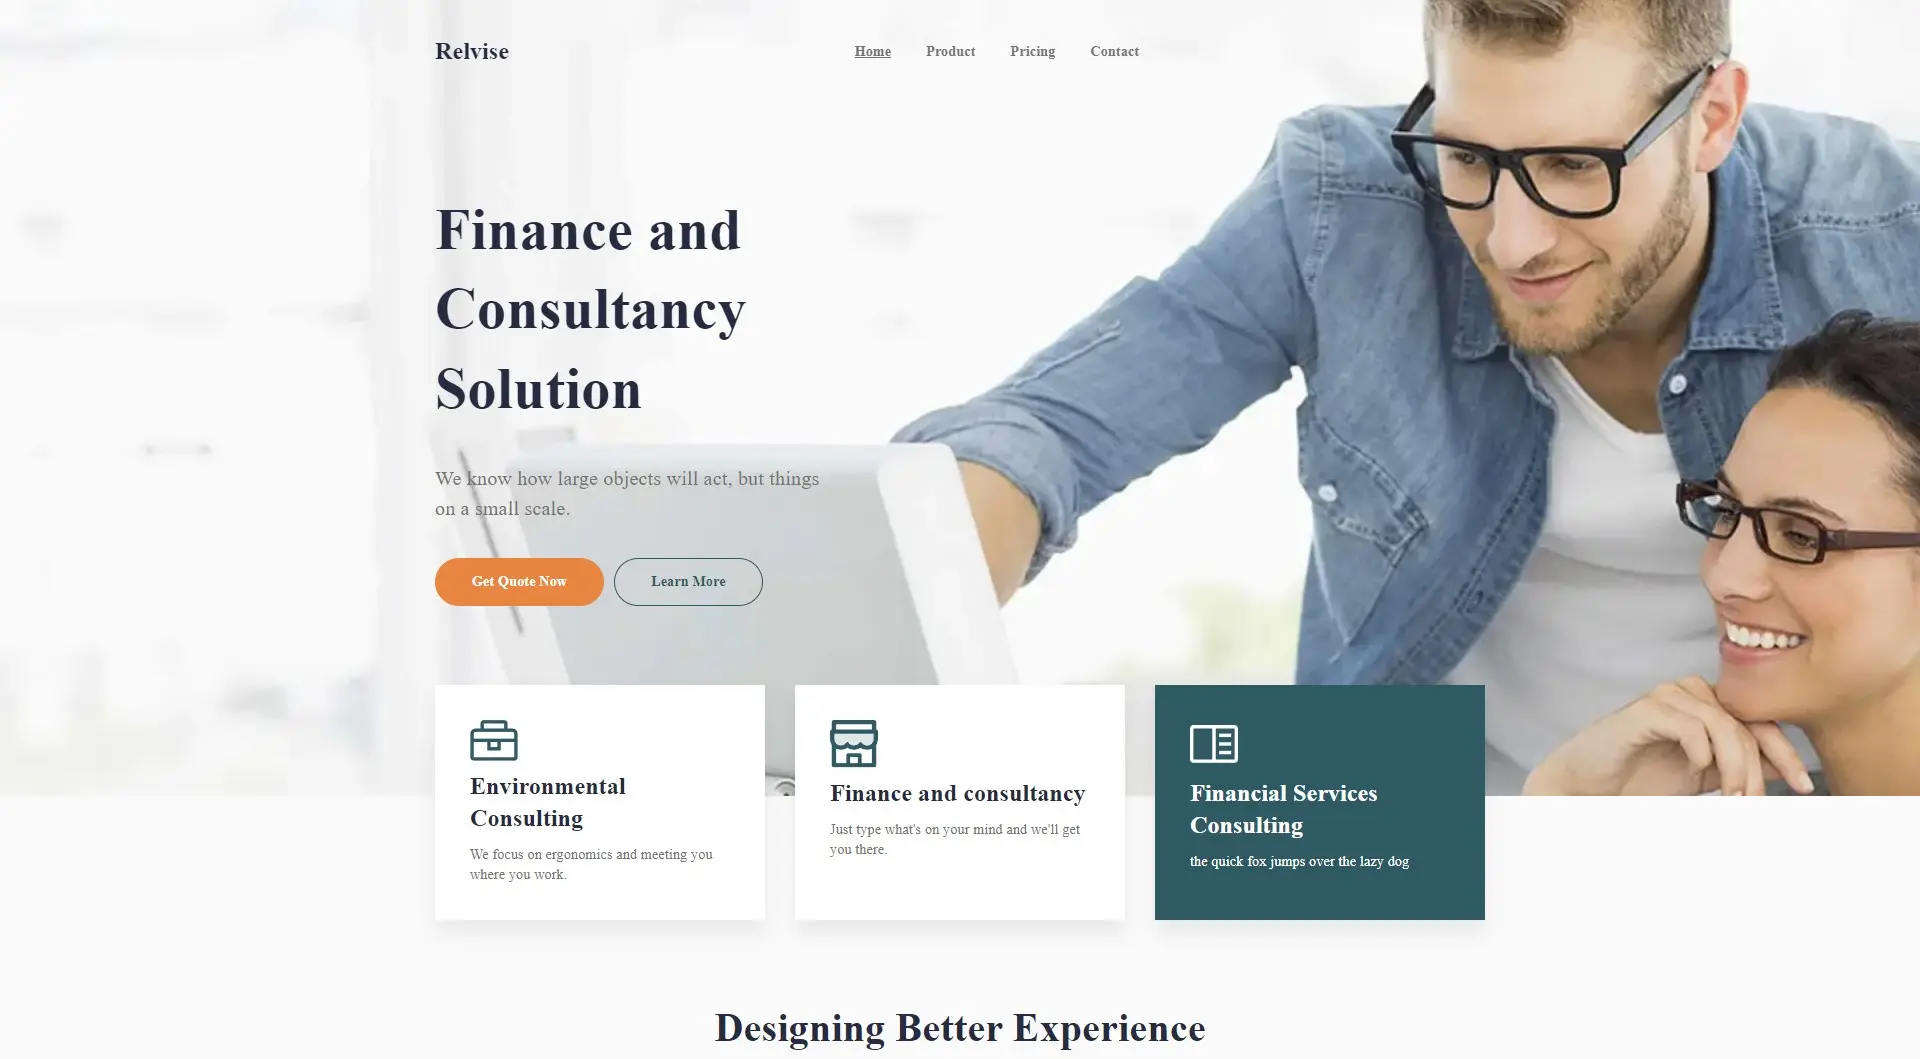 Relvise
Home
Product
Pricing
Contact
Finance and
Consultancy
Solution
We know how large objects will act, but things
on a small scale.
Get Quote Now
Learn More
Environmental
Consulting
We focus on ergonomics and meeting you
where you work.
Finance and consultancy
Just type what's on your mind and we'll get
you there.
Financial Services
Consulting
the quick fox jumps over the lazy dog
Designing Better Experience